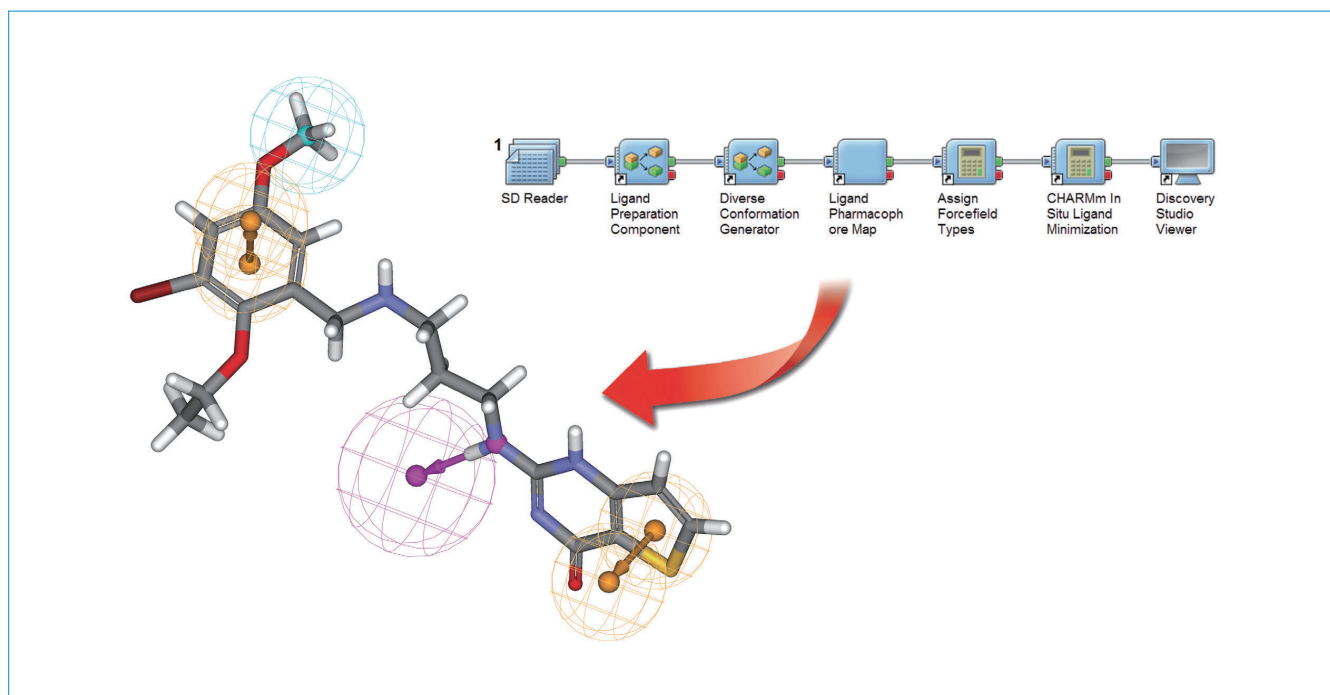 1
SD Reader
Ligand
Preparation
Component
Diverse
Conformation
Generator
Ligand
Pharmacoph
ore Map
Assign
Forcefield
Types
CHARMm In
Situ Ligand
Minimization
Discovery
Studio
Viewer